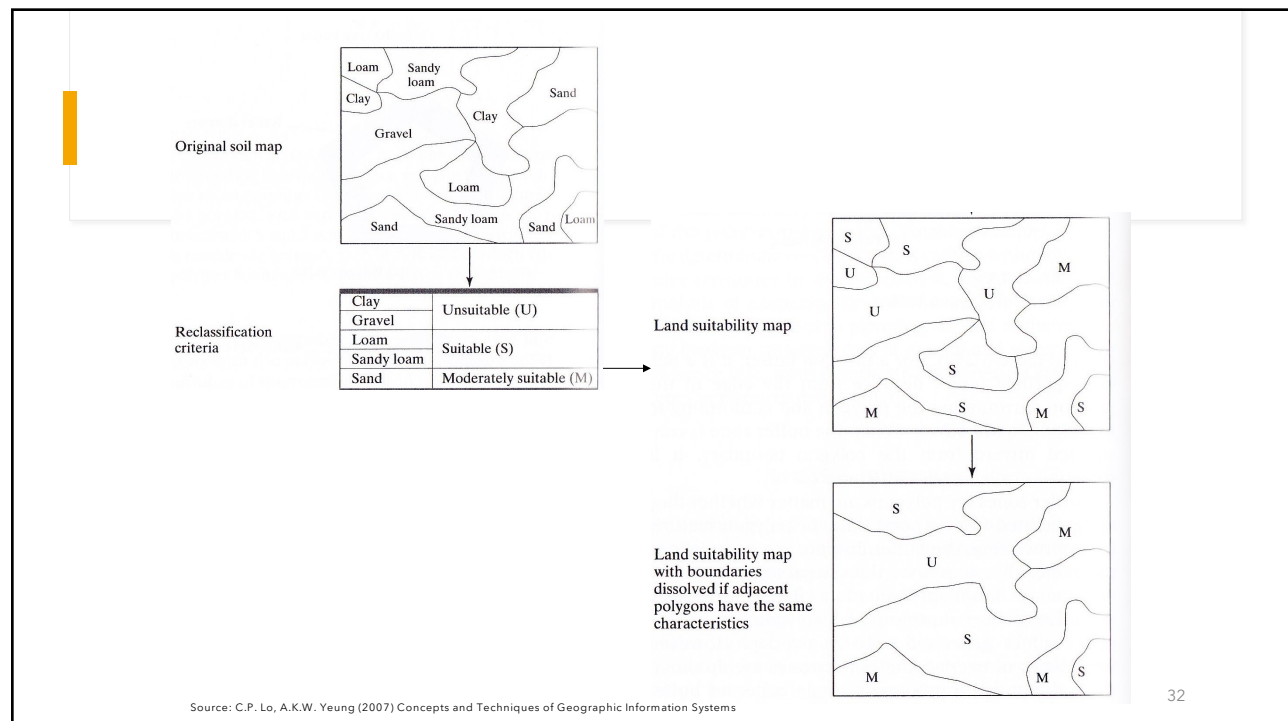 Original soil map
Loam
Sandy
loam
Sand
Clay
Clay
Gravel
Loam
Sandy loam
Sand
Sand
Loam
Reclassification
criteria
Clay
Gravel
Unsuitable (U)
Loam
Sandy loam
Suitable (S)
Sand
Moderately suitable (M)
Land suitability map
S
S
M
U
U
U
S
M
S
M
S
Land suitability map
with boundaries
dissolved if adjacent
polygons have the same
characteristics
S
M
U
S
M
M
S
Source: C.P. Lo, A.K.W. Yeung (2007) Concepts and Techniques of Geographic Information Systems
32